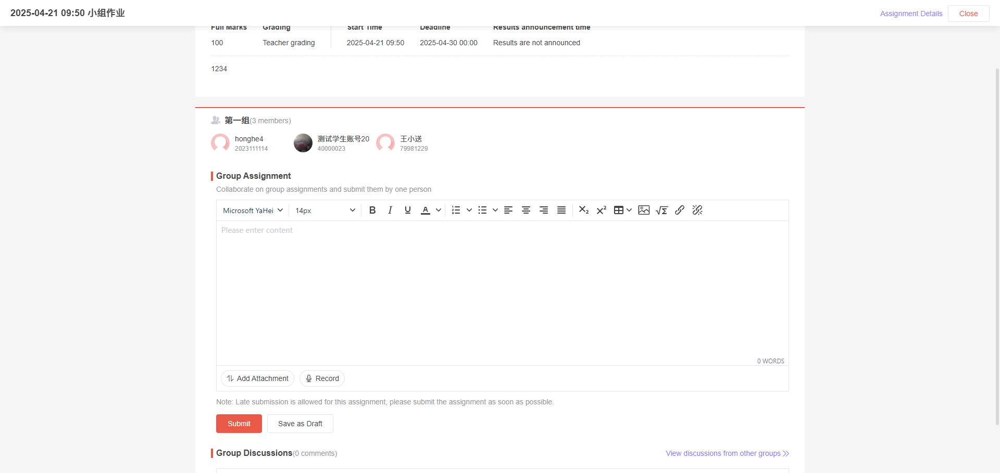 2025-04-21 09:50 小组作业
Assignment Details
Close
Full Marks
Grading
Start Time
Deadline
Results announcement time
100
Teacher grading
2025-04-21 09:50
2025-04-30 00:00
Results are not announced
1234
第一组(3 members)
honghe4
2023111114
测试学生账号20
40000023
王小送
79981229
Group Assignment
Collaborate on group assignments and submit them by one person
Microsoft YaHei
14px
Please enter content
0 WORDS
Add Attachment
Record
Note: Late submission is allowed for this assignment, please submit the assignment as soon as possible.
Submit
Save as Draft
Group Discussions(0 comments)
View discussions from other groups